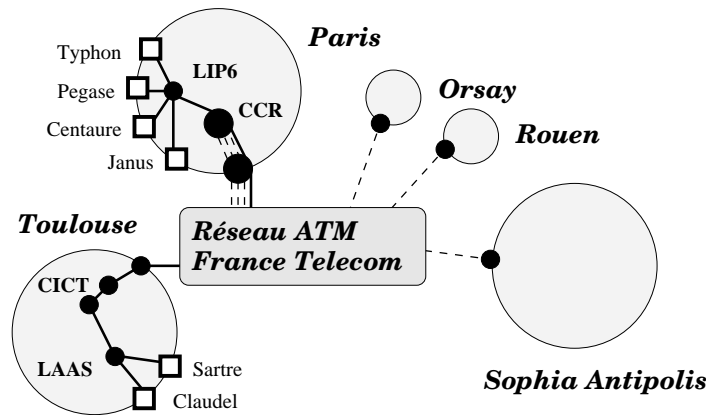 Paris
Typhon
LIP6
Pegase
Orsay
CCR
Centaure
Rouen
Janus
Toulouse
Réseau ATM
France Telecom
CICT
LAAS
Sartre
Sophia Antipolis
Claudel